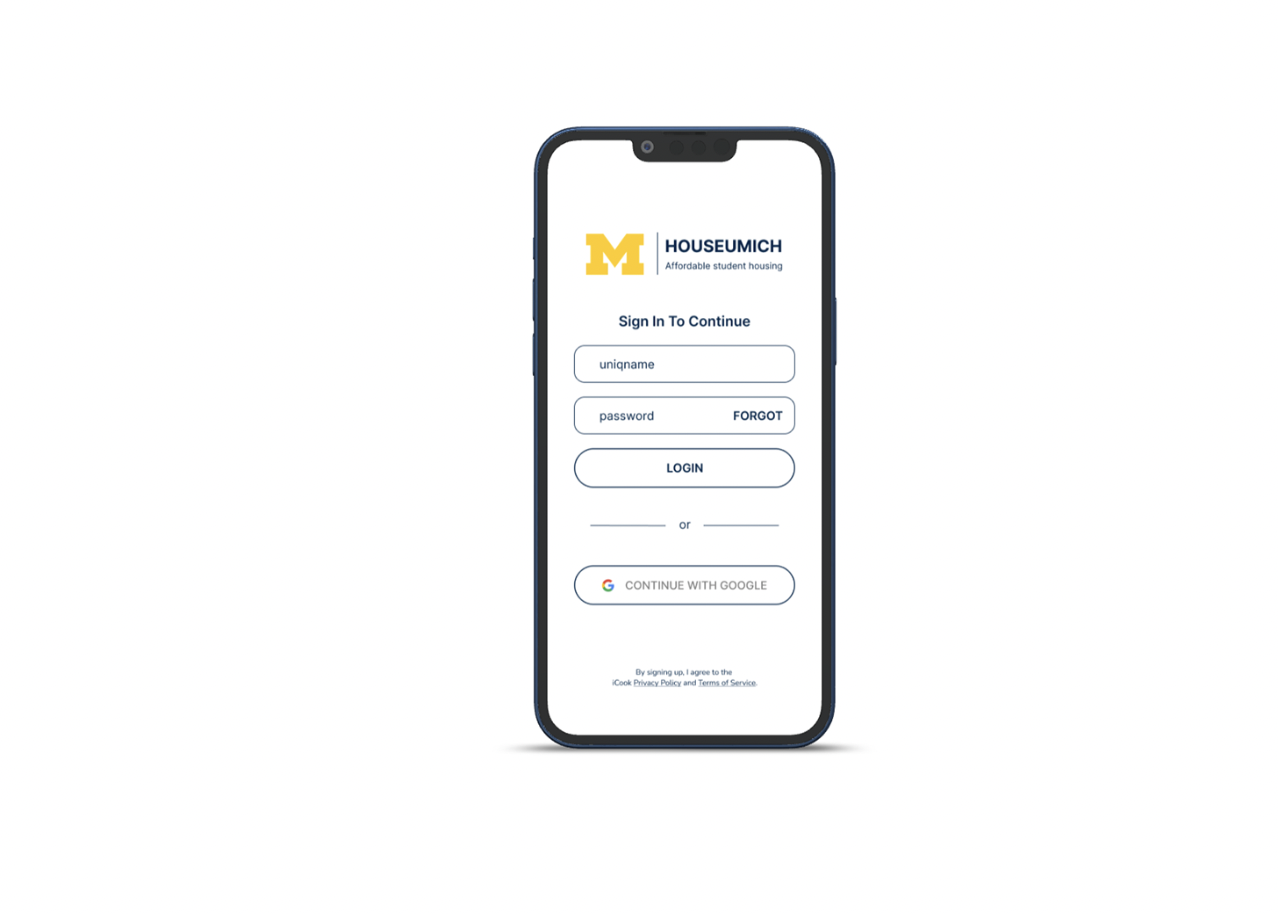 M
HOUSEUMICH
Affordable student housing
Sign In To Continue
uniqname
password FORGOT
LOGIN
or
G CONTINUE WITH GOOGLE
By signing up, I agree to the
iCook Privacy Policy and Terms of Service.